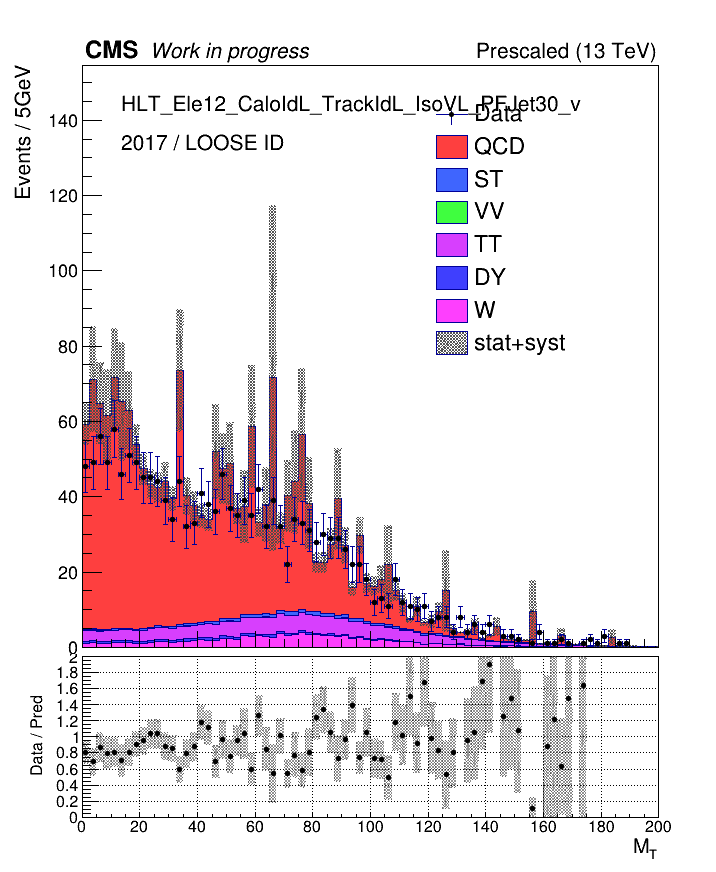 CMS Work in progress Prescaled (13 TeV)
Events / 5GeV
HLT_Ele12_CaloIdL_TrackIdL_IsoVL_PFJet30_v
2017 / LOOSE ID
Data
QCD
ST
VV
TT
DY
W
stat+syst
140
120
100
80
60
40
20
0
Data / Pred
2
1.8
1.6
1.4
1.2
1
0.8
0.6
0.4
0.2
0
0 20 40 60 80 100 120 140 160 180 200
M_T